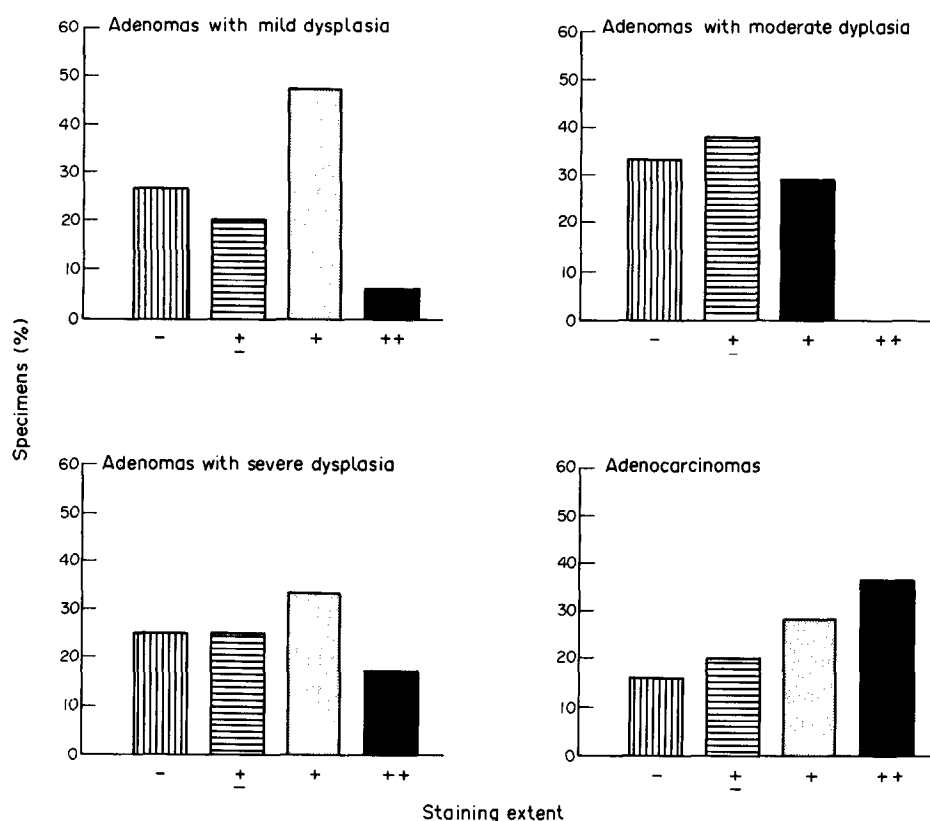 Adenomas with mild dysplasia
60
50
40
30
20
10
0
- ± + ++
Adenomas with moderate dyplasia
60
50
40
30
20
10
0
- ± + ++
Specimens (%)
Adenomas with severe dysplasia
60
50
40
30
20
10
0
- ± + ++
Adenocarcinomas
60
50
40
30
20
10
0
- ± + ++
Staining extent